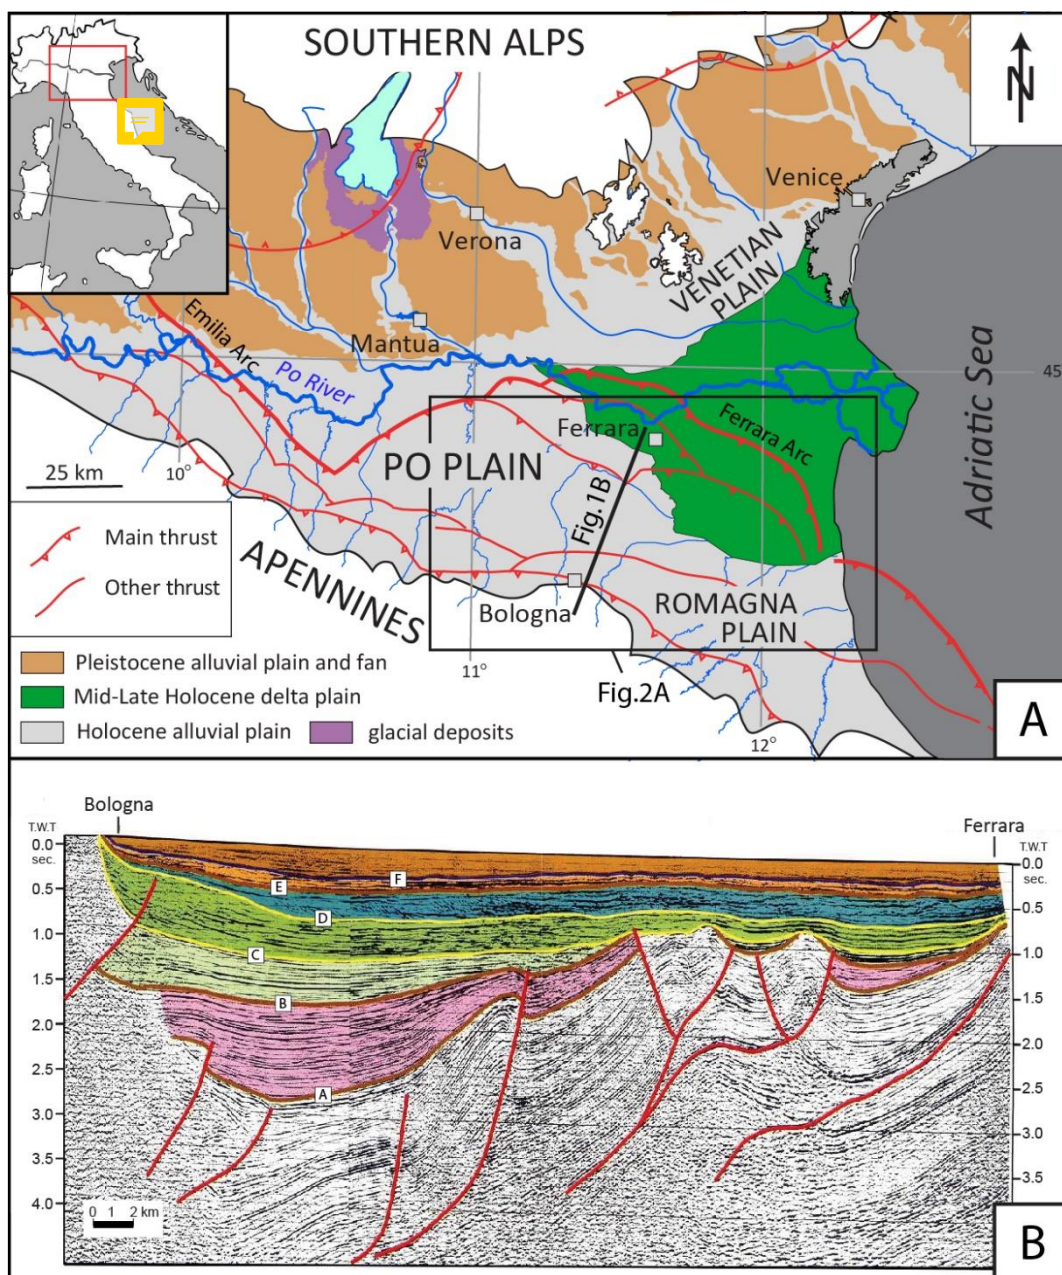 SOUTHERN ALPS
N
Venice
Verona
VENETIAN
PLAIN
Emilia Arc
Mantua
Po River
45
Adriatic Sea
Ferrara
Ferrara Arc
25 km
10°
PO PLAIN
Fig. 1B
Main thrust
Other thrust
APENNINES
Bologna
ROMAGNA
PLAIN
11°
Fig.2A
12°
Pleistocene alluvial plain and fan
Mid-Late Holocene delta plain
Holocene alluvial plain
glacial deposits
A
Bologna
Ferrara
T.W.T
sec.
0.0
0.5
1.0
1.5
2.0
2.5
3.0
3.5
4.0
F
E
D
C
B
A
0 1 2 km
T.W.T
sec.
0.0
0.5
1.0
1.5
2.0
2.5
3.0
3.5
B